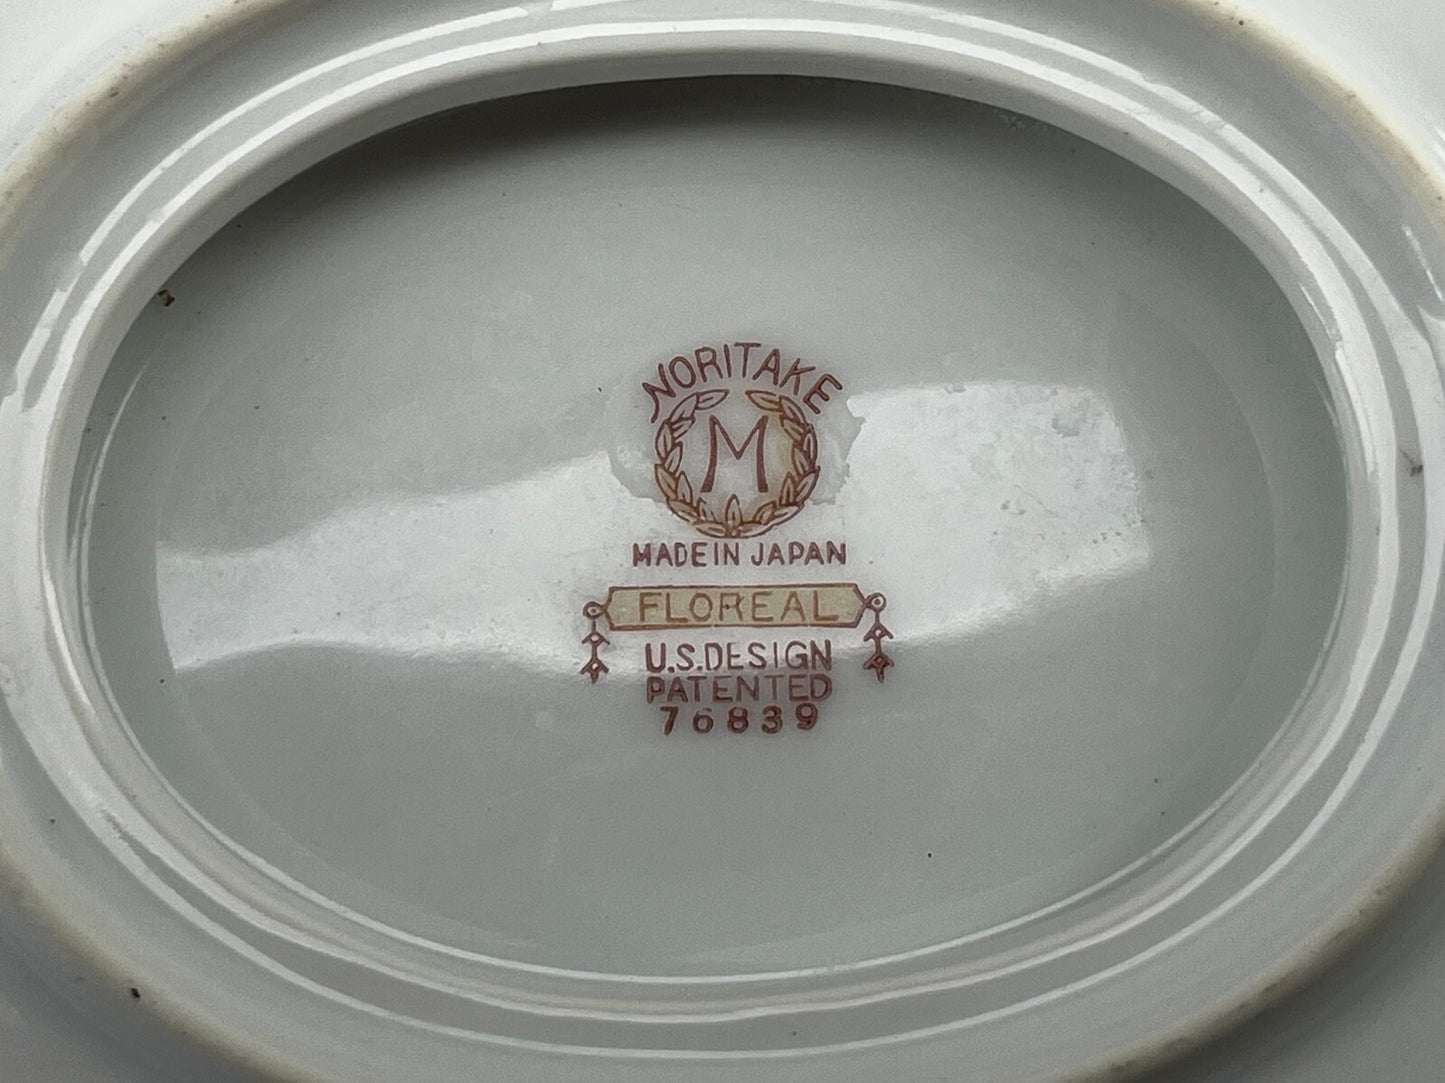 NORITAKE
M
MADE IN JAPAN
FLOREAL
U.S.DESIGN
PATENTED
76839